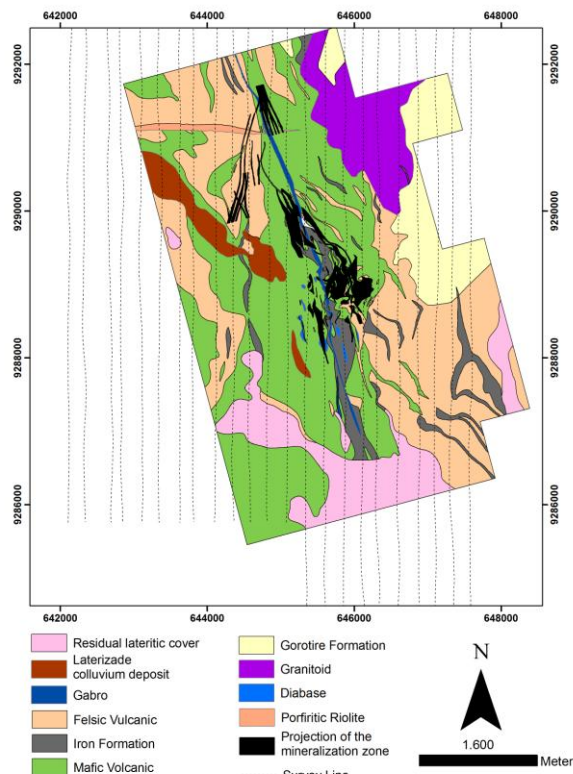 642000 644000 646000 648000
9292000 9292000
9290000 9290000
9288000 9288000
9286000 9286000
642000 644000 646000 648000
Residual lateritic cover
Laterizade
colluvium deposit
Gabro
Felsic Vulcanic
Iron Formation
Mafic Volcanic
Gorotire Formation
Granitoid
Diabase
Porfiritic Riolite
Projection of the
mineralization zone
Survey Line
N
1.600
Meter